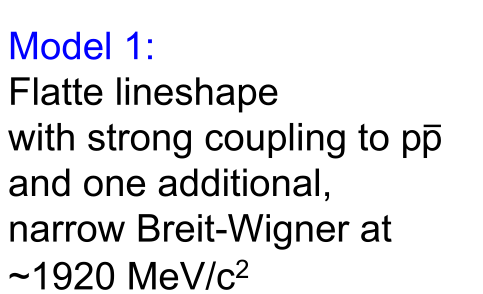 Model 1:
Flatte lineshape
with strong coupling to pp̅
and one additional,
narrow Breit-Wigner at
~1920 MeV/c²